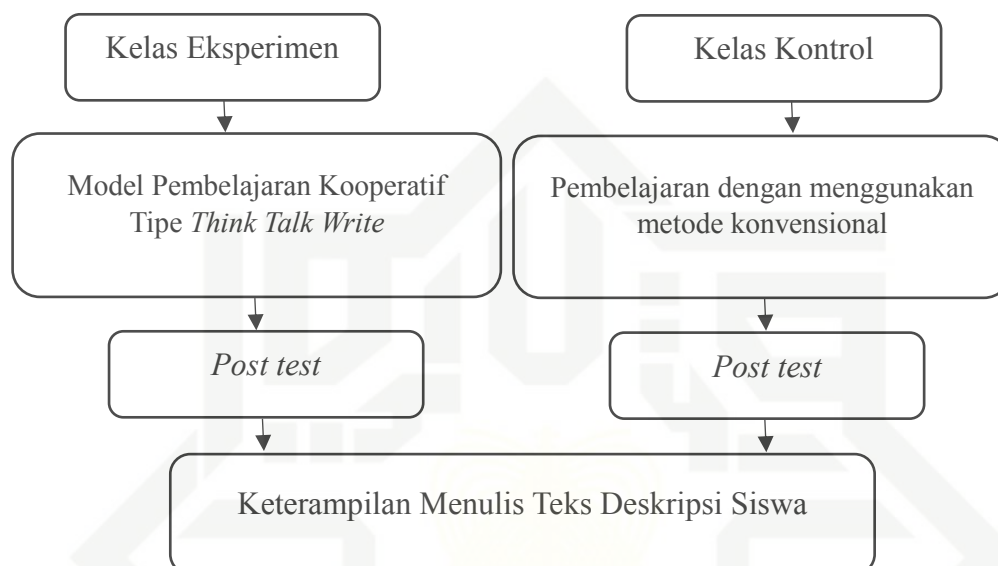 Kelas Eksperimen
Kelas Kontrol
Model Pembelajaran Kooperatif
Tipe Think Talk Write
Pembelajaran dengan menggunakan
metode konvensional
Post test
Post test
Keterampilan Menulis Teks Deskripsi Siswa